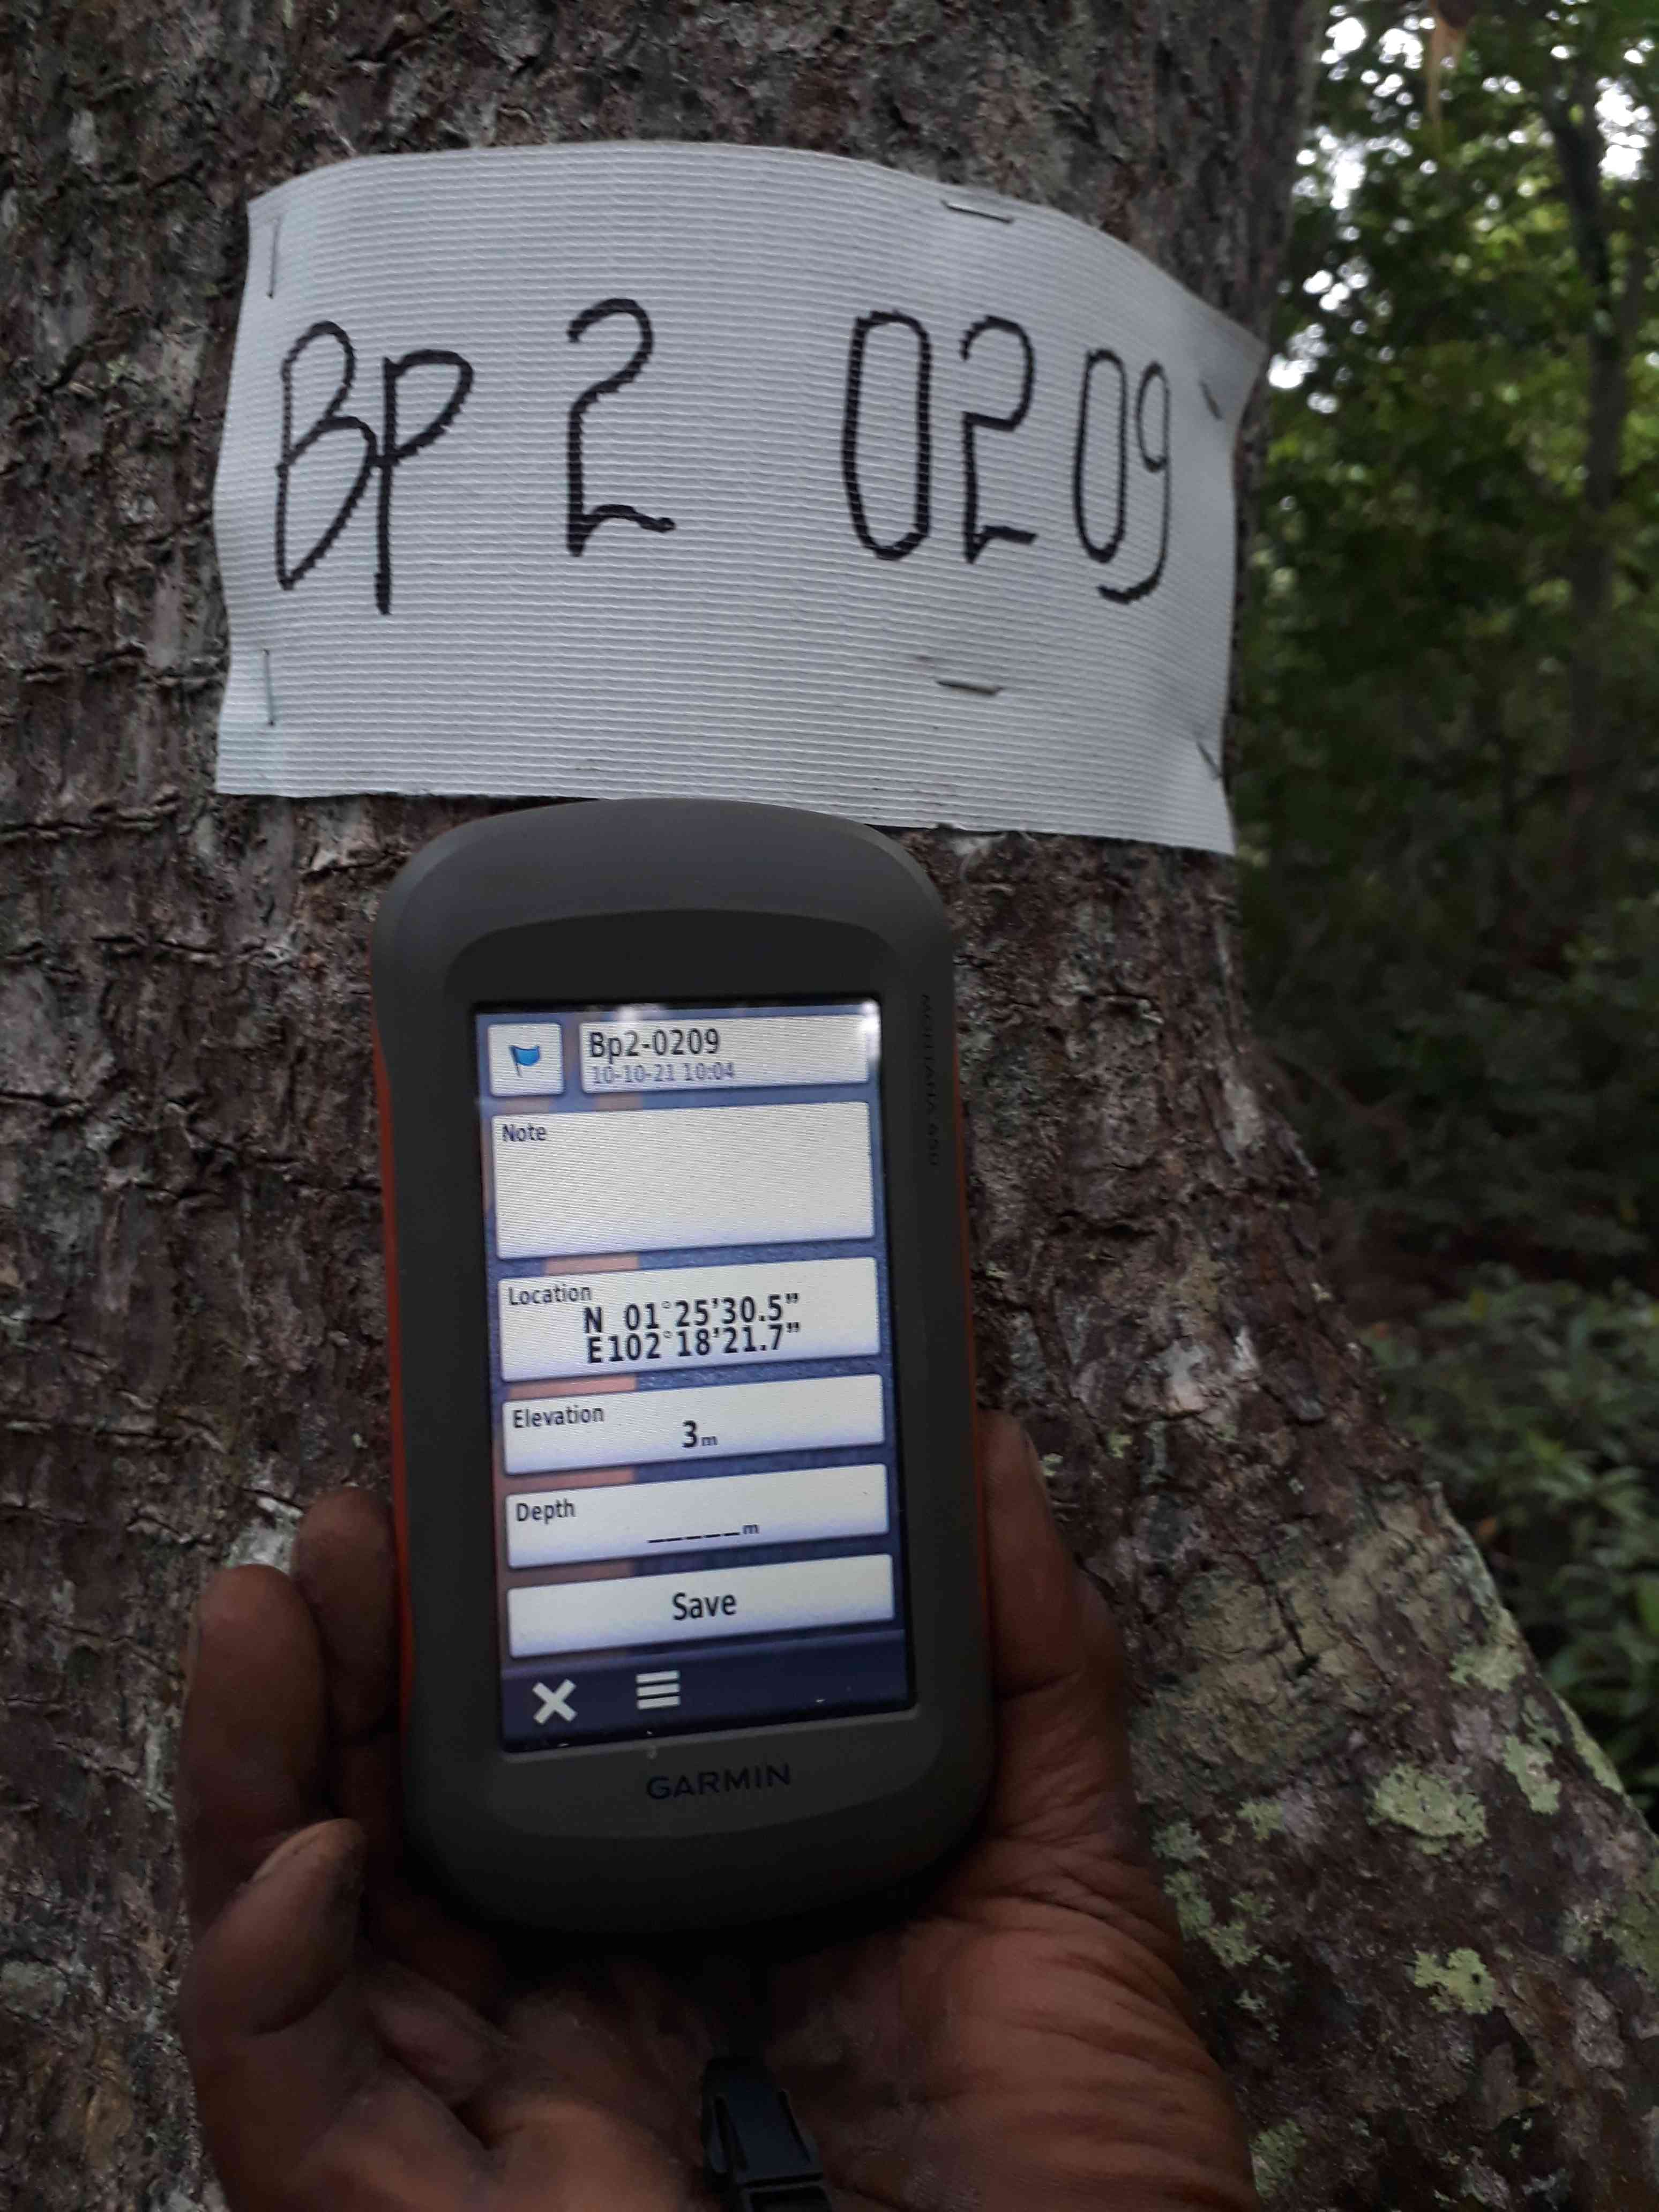 Bp 2 0209
Bp2-0209
10-10-21 10:04
Note
Location
N 01°25'30.5"
E102°18'21.7"
Elevation
3m
Depth
_____m
Save
GARMIN